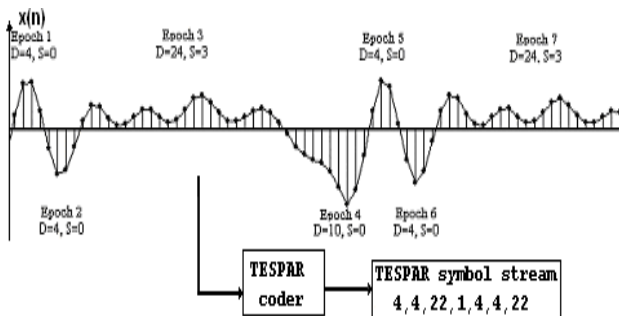 x(n)
Epoch 1
D=4, S=0
Epoch 3
D=24, S=3
Epoch 5
D=4, S=0
Epoch 7
D=24, S=3
Epoch 2
D=4, S=0
Epoch 4
D=10, S=0
Epoch 6
D=4, S=0
TESPAR
coder
TESPAR symbol stream
4,4,22,1,4,4,22